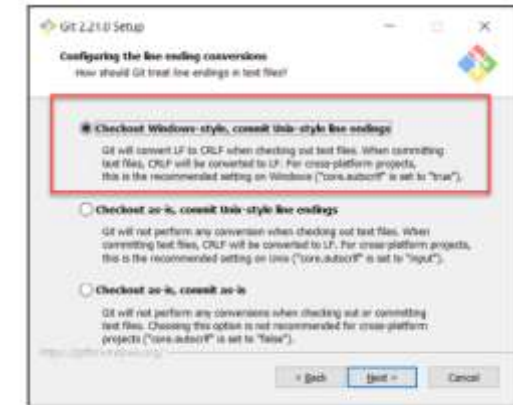 Git 2.21.0 Setup
Configuring the line ending conversions
How should Git treat line endings in text files?
Checkout Windows-style, commit Unix-style line endings
Git will convert LF to CRLF when checking out text files. When committing
text files, CRLF will be converted to LF. For cross-platform projects,
this is the recommended setting on Windows ("core.autocrlf" is set to "true").
Checkout as-is, commit Unix-style line endings
Git will not perform any conversion when checking out text files. When
committing text files, CRLF will be converted to LF. For cross-platform projects,
this is the recommended setting on Unix ("core.autocrlf" is set to "input").
Checkout as-is, commit as-is
Git will not perform any conversions when checking out or committing
text files. Choosing this option is not recommended for cross-platform
projects ("core.autocrlf" is set to "false").
https://gitforwindows.org/
< Back
Next >
Cancel